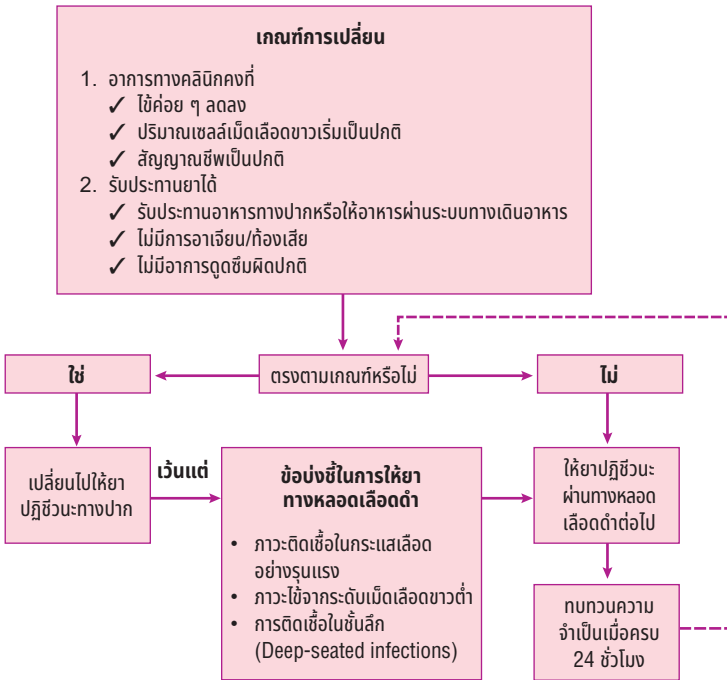 เกณฑ์การเปลี่ยน
1. อาการทางคลินิกคงที่
✓ ไข้ค่อย ๆ ลดลง
✓ ปริมาณเซลล์เม็ดเลือดขาวเริ่มเป็นปกติ
✓ สัญญาณชีพเป็นปกติ
2. รับประทานยาได้
✓ รับประทานอาหารทางปากหรือให้อาหารผ่านระบบทางเดินอาหาร
✓ ไม่มีการอาเจียน/ท้องเสีย
✓ ไม่มีอาการดูดซึมผิดปกติ
ใช่
ตรงตามเกณฑ์หรือไม่
ไม่
เปลี่ยนไปให้ยา
ปฏิชีวนะทางปาก
เว้นแต่
ข้อบ่งชี้ในการให้ยา
ทางหลอดเลือดดำ
• ภาวะติดเชื้อในกระแสเลือด
อย่างรุนแรง
• ภาวะไข้จากระดับเม็ดเลือดขาวต่ำ
• การติดเชื้อในชั้นลึก
(Deep-seated infections)
ให้ยาปฏิชีวนะ
ผ่านทางหลอด
เลือดดำต่อไป
ทบทวนความ
จำเป็นเมื่อครบ
24 ชั่วโมง